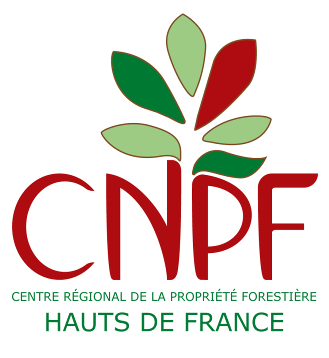 CNPF
CENTRE RÉGIONAL DE LA PROPRIÉTÉ FORESTIÈRE
HAUTS DE FRANCE